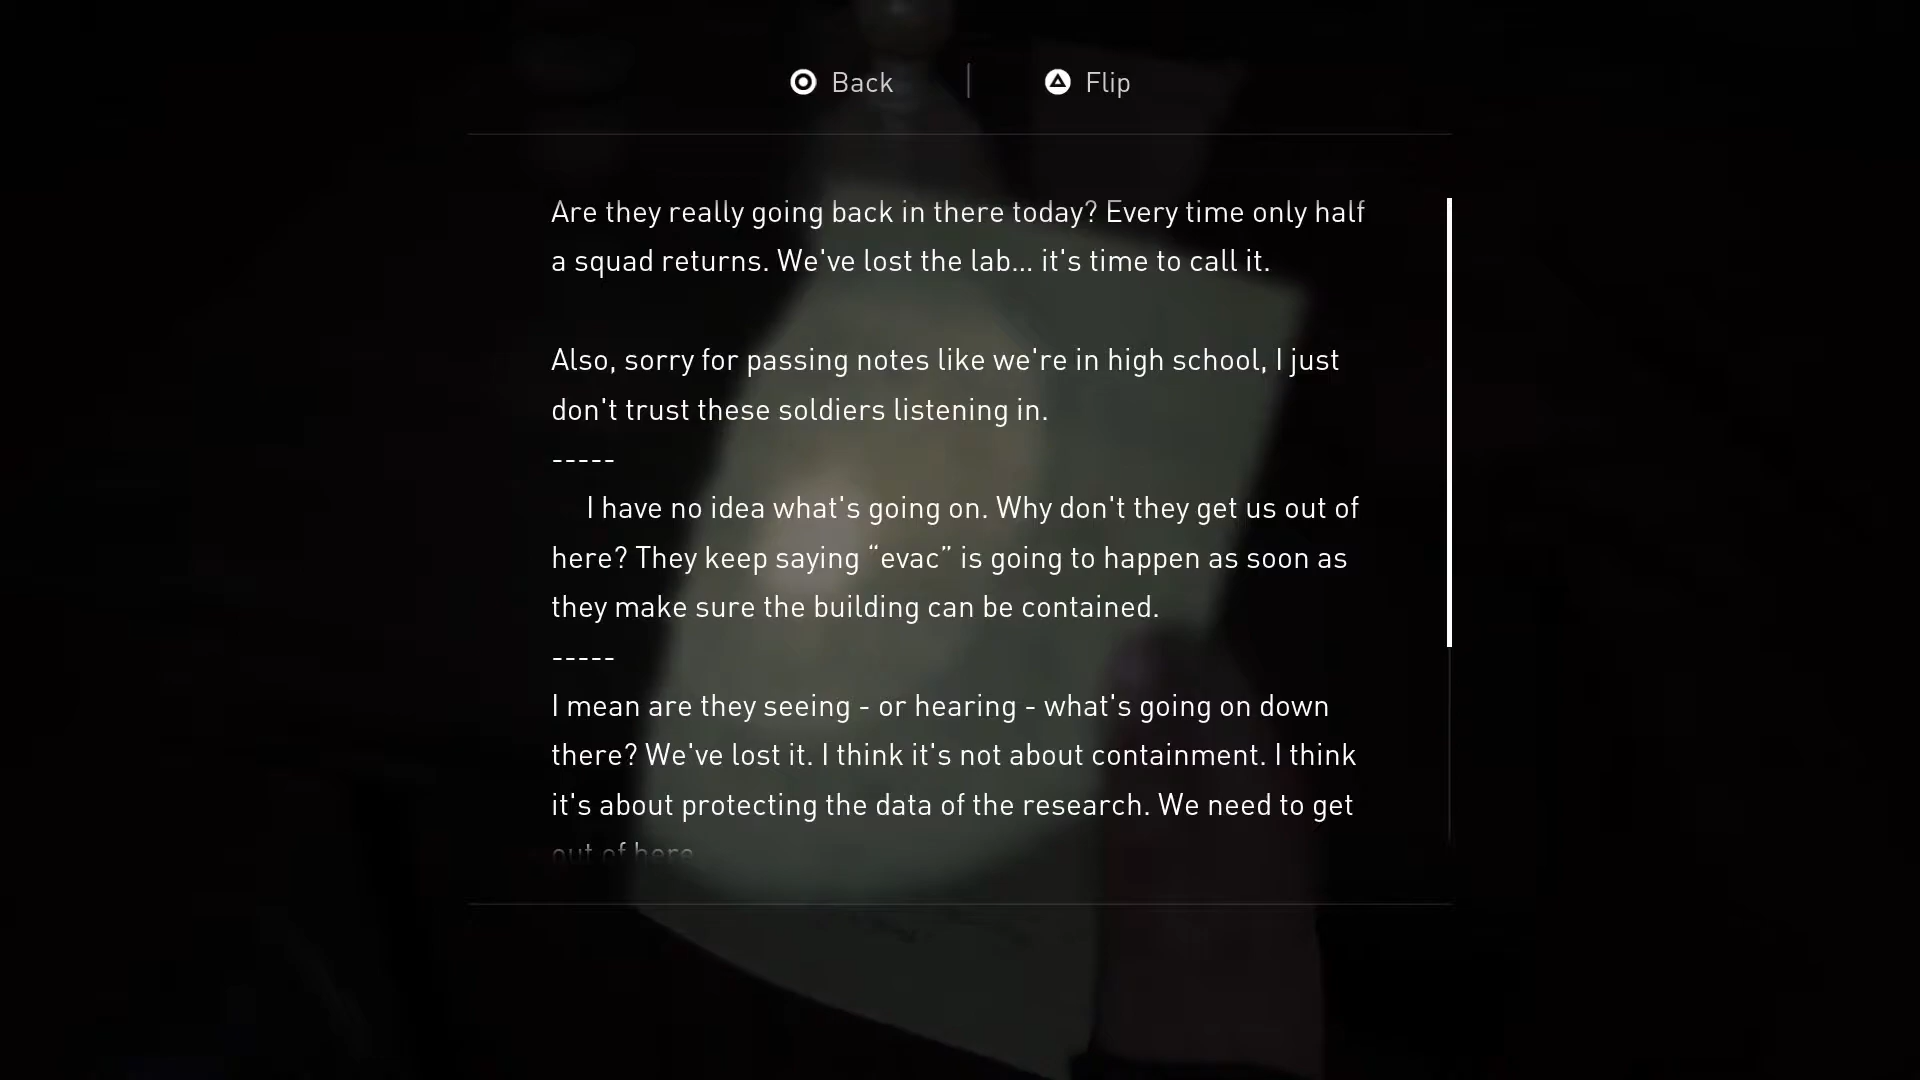 Back | Flip
Are they really going back in there today? Every time only half
a squad returns. We've lost the lab... it's time to call it.
Also, sorry for passing notes like we're in high school, I just
don't trust these soldiers listening in.
-----
I have no idea what's going on. Why don't they get us out of
here? They keep saying “evac” is going to happen as soon as
they make sure the building can be contained.
-----
I mean are they seeing - or hearing - what's going on down
there? We've lost it. I think it's not about containment. I think
it's about protecting the data of the research. We need to get
out of here